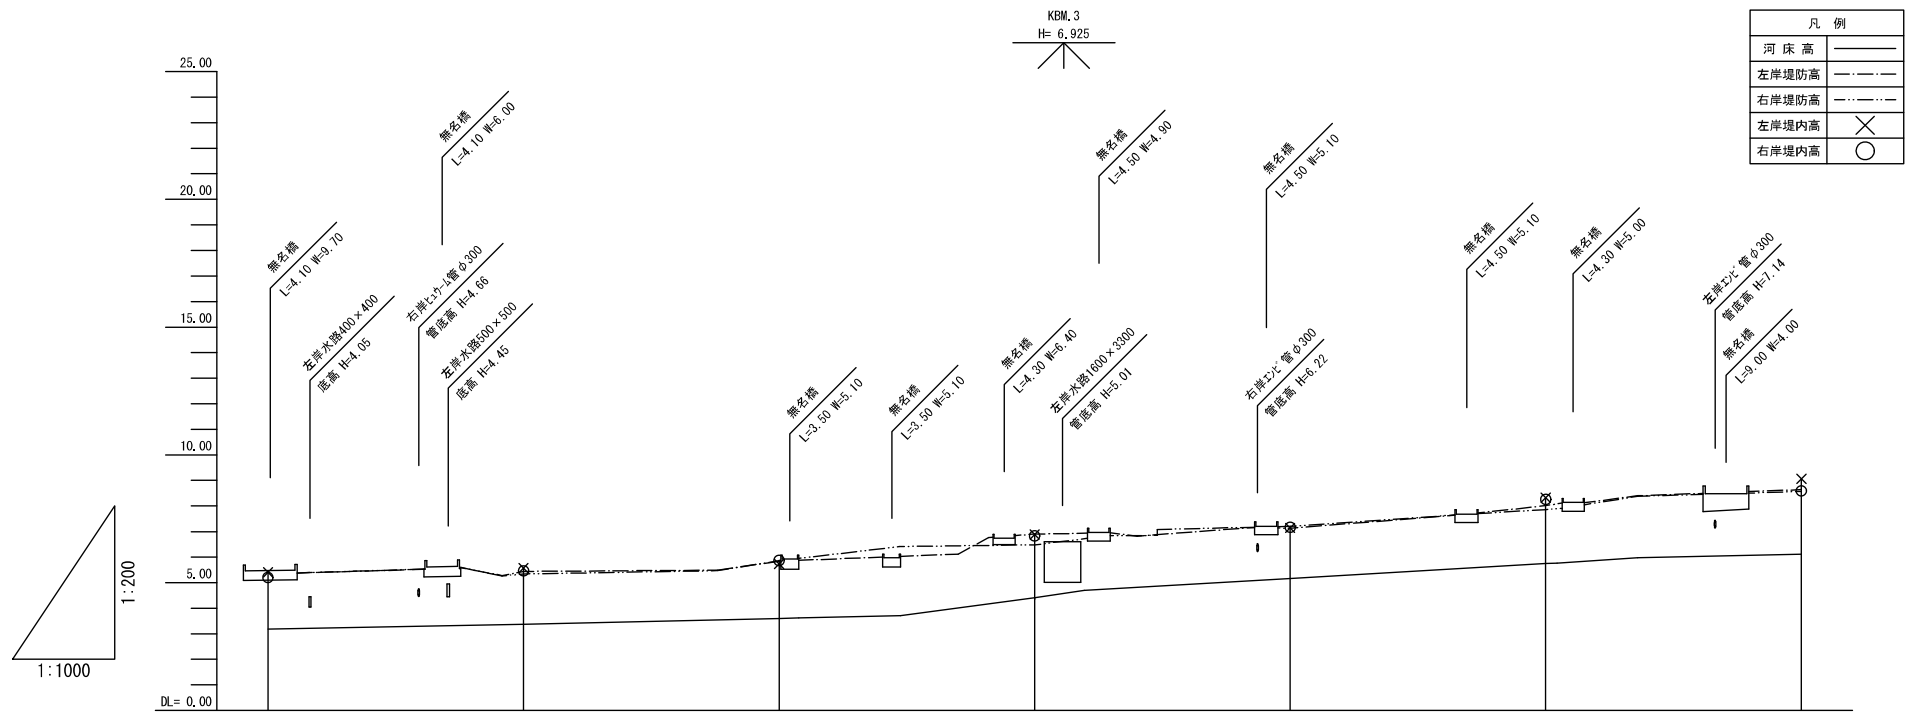 KBM.3
H= 6.925
凡 例
河 床 高
左岸堤防高
右岸堤防高
左岸堤内高
右岸堤内高
25.00
20.00
15.00
10.00
5.00
DL= 0.00
無名橋
L=4.10 W=9.70
左岸水路400×400
底高 H=4.05
右岸ﾋｭｳｰﾑ管φ300
管底高 H=4.66
無名橋
L=4.10 W=6.00
左岸水路500×500
底高 H=4.45
無名橋
L=3.50 W=5.10
無名橋
L=3.50 W=5.10
無名橋
L=4.30 W=6.40
左岸水路1600×3300
管底高 H=5.01
無名橋
L=4.50 W=4.90
右岸ｴﾝﾋﾞ管φ300
管底高 H=6.22
無名橋
L=4.50 W=5.10
無名橋
L=4.50 W=5.10
無名橋
L=4.30 W=5.00
左岸ｴﾝﾋﾞ管φ300
管底高 H=7.14
無名橋
L=9.00 W=4.00
1:200
1:1000